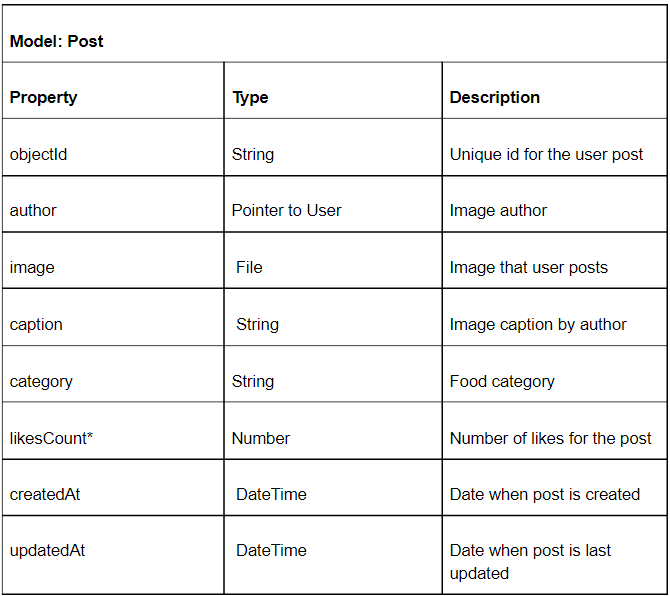 Model: Post
Property Type Description
objectId String Unique id for the user post
author Pointer to User Image author
image File Image that user posts
caption String Image caption by author
category String Food category
likesCount* Number Number of likes for the post
createdAt DateTime Date when post is created
updatedAt DateTime Date when post is last
updated